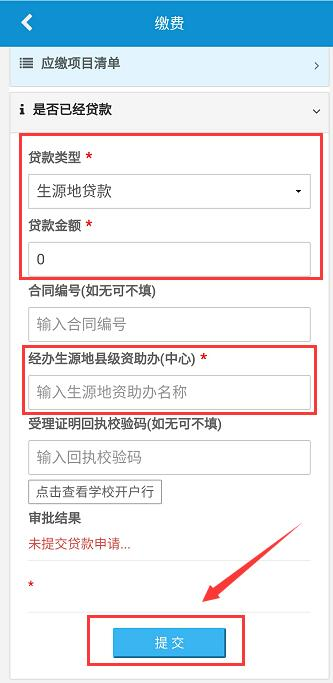 缴费
应缴项目清单
是否已经贷款
贷款类型 *
生源地贷款
贷款金额 *
0
合同编号(如无可不填)
输入合同编号
经办生源地县级资助办(中心) *
输入生源地资助办名称
受理证明回执校验码(如无可不填)
输入回执校验码
点击查看学校开户行
审批结果
未提交贷款申请...
*
提 交